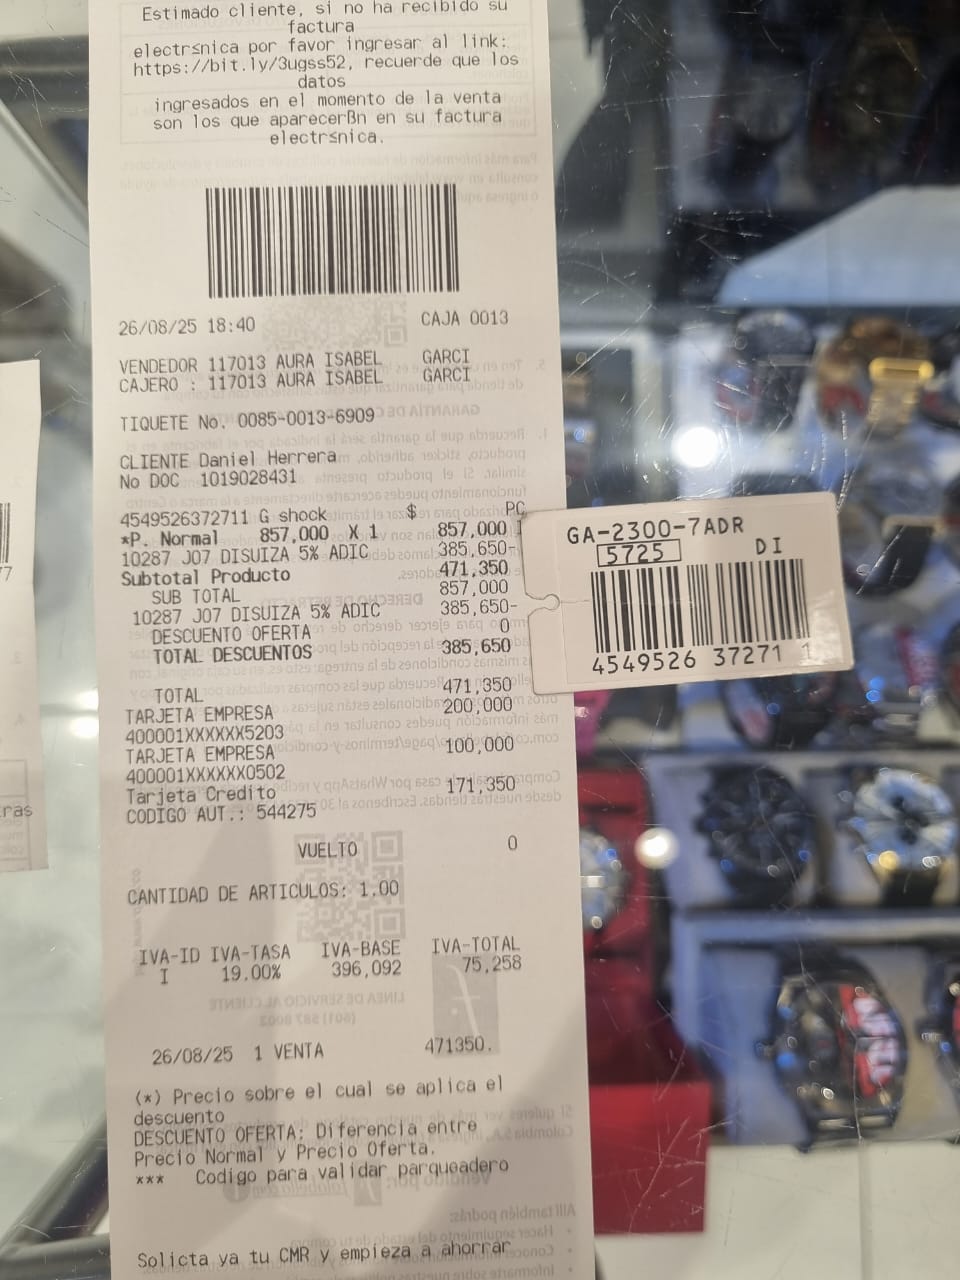 Estimado cliente, si no ha recibido su
factura
electr≤nica por favor ingresar al link:
https://bit.ly/3ugss52, recuerde que los
datos
ingresados en el momento de la venta
son los que aparecerßn en su factura
electr≤nica.
26/08/25 18:40 CAJA 0013
VENDEDOR 117013 AURA ISABEL GARCI
CAJERO : 117013 AURA ISABEL GARCI
TIQUETE No. 0085-0013-6909
CLIENTE Daniel Herrera
No DOC 1019028431
4549526372711 G shock $ PC
*P. Normal 857,000 X 1 857,000 I
10287 J07 DISUIZA 5% ADIC 385,650-
Subtotal Producto 471,350
SUB TOTAL 857,000
10287 J07 DISUIZA 5% ADIC 385,650-
DESCUENTO OFERTA 0
TOTAL DESCUENTOS 385,650
TOTAL 471,350
TARJETA EMPRESA 200,000
400001XXXXXX5203
TARJETA EMPRESA 100,000
400001XXXXXX0502
Tarjeta Credito 171,350
CODIGO AUT.: 544275
VUELTO 0
CANTIDAD DE ARTICULOS: 1.00
IVA-ID IVA-TASA IVA-BASE IVA-TOTAL
I 19.00% 396,092 75,258
26/08/25 1 VENTA 471350.
(*) Precio sobre el cual se aplica el
descuento
DESCUENTO OFERTA: Diferencia entre
Precio Normal y Precio Oferta.
*** Codigo para validar parqueadero
Solicta ya tu CMR y empieza a ahorrar
GA-2300-7ADR
5725 DI
4549526 37271 1
ras